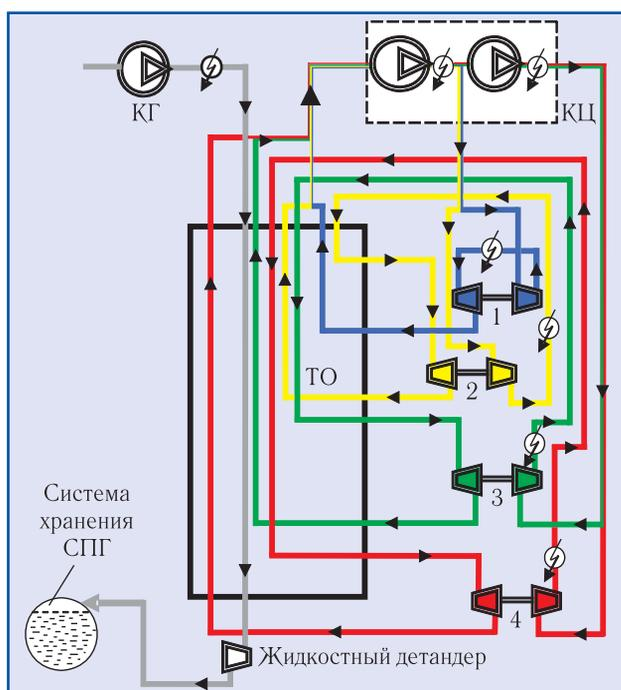 КГ
КЦ
1
ТО
2
3
Система
хранения
СПГ
4
Жидкостный детандер